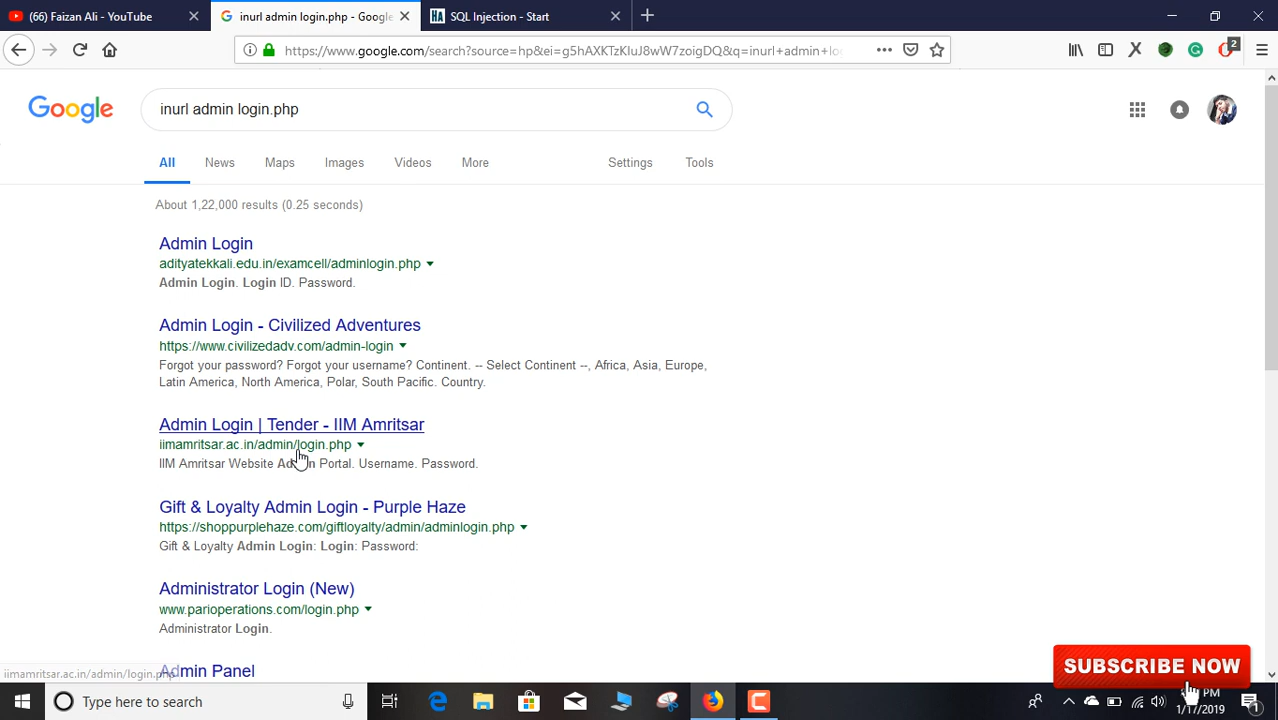 (66) Faizan Ali - YouTube
inurl admin login.php - Google
HA SQL Injection - Start
https://www.google.com/search?source=hp&ei=g5hAXKTzKIuJ8wW7zoigDQ&q=inurl+admin+lo
2
Google
inurl admin login.php
All News Maps Images Videos More Settings Tools
About 1,22,000 results (0.25 seconds)
Admin Login
adityatekkali.edu.in/examcell/adminlogin.php
Admin Login. Login ID. Password.
Admin Login - Civilized Adventures
https://www.civilizedadv.com/admin-login
Forgot your password? Forgot your username? Continent. -- Select Continent --, Africa, Asia, Europe,
Latin America, North America, Polar, South Pacific. Country.
Admin Login | Tender - IIM Amritsar
iimamritsar.ac.in/admin/login.php
IIM Amritsar Website Admin Portal. Username. Password.
Gift & Loyalty Admin Login - Purple Haze
https://shoppurplehaze.com/giftloyalty/admin/adminlogin.php
Gift & Loyalty Admin Login: Login: Password:
Administrator Login (New)
www.parioperations.com/login.php
Administrator Login.
Admin Panel
iimamritsar.ac.in/admin/login.php
SUBSCRIBE NOW
Type here to search
PM
1/17/2019
1